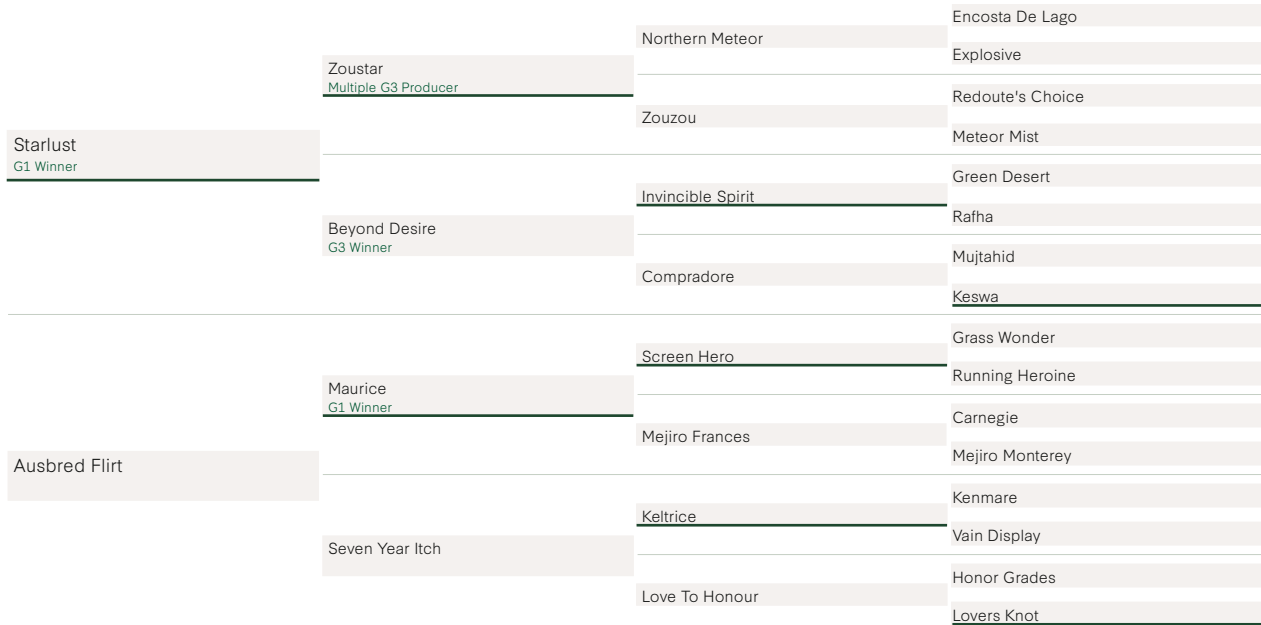 Starlust
G1 Winner
Ausbred Flirt
Zoustar
Multiple G3 Producer
Beyond Desire
G3 Winner
Maurice
G1 Winner
Seven Year Itch
Northern Meteor
Zouzou
Invincible Spirit
Compradore
Screen Hero
Mejiro Frances
Keltrice
Love To Honour
Encosta De Lago
Explosive
Redoute's Choice
Meteor Mist
Green Desert
Rafha
Mujtahid
Keswa
Grass Wonder
Running Heroine
Carnegie
Mejiro Monterey
Kenmare
Vain Display
Honor Grades
Lovers Knot